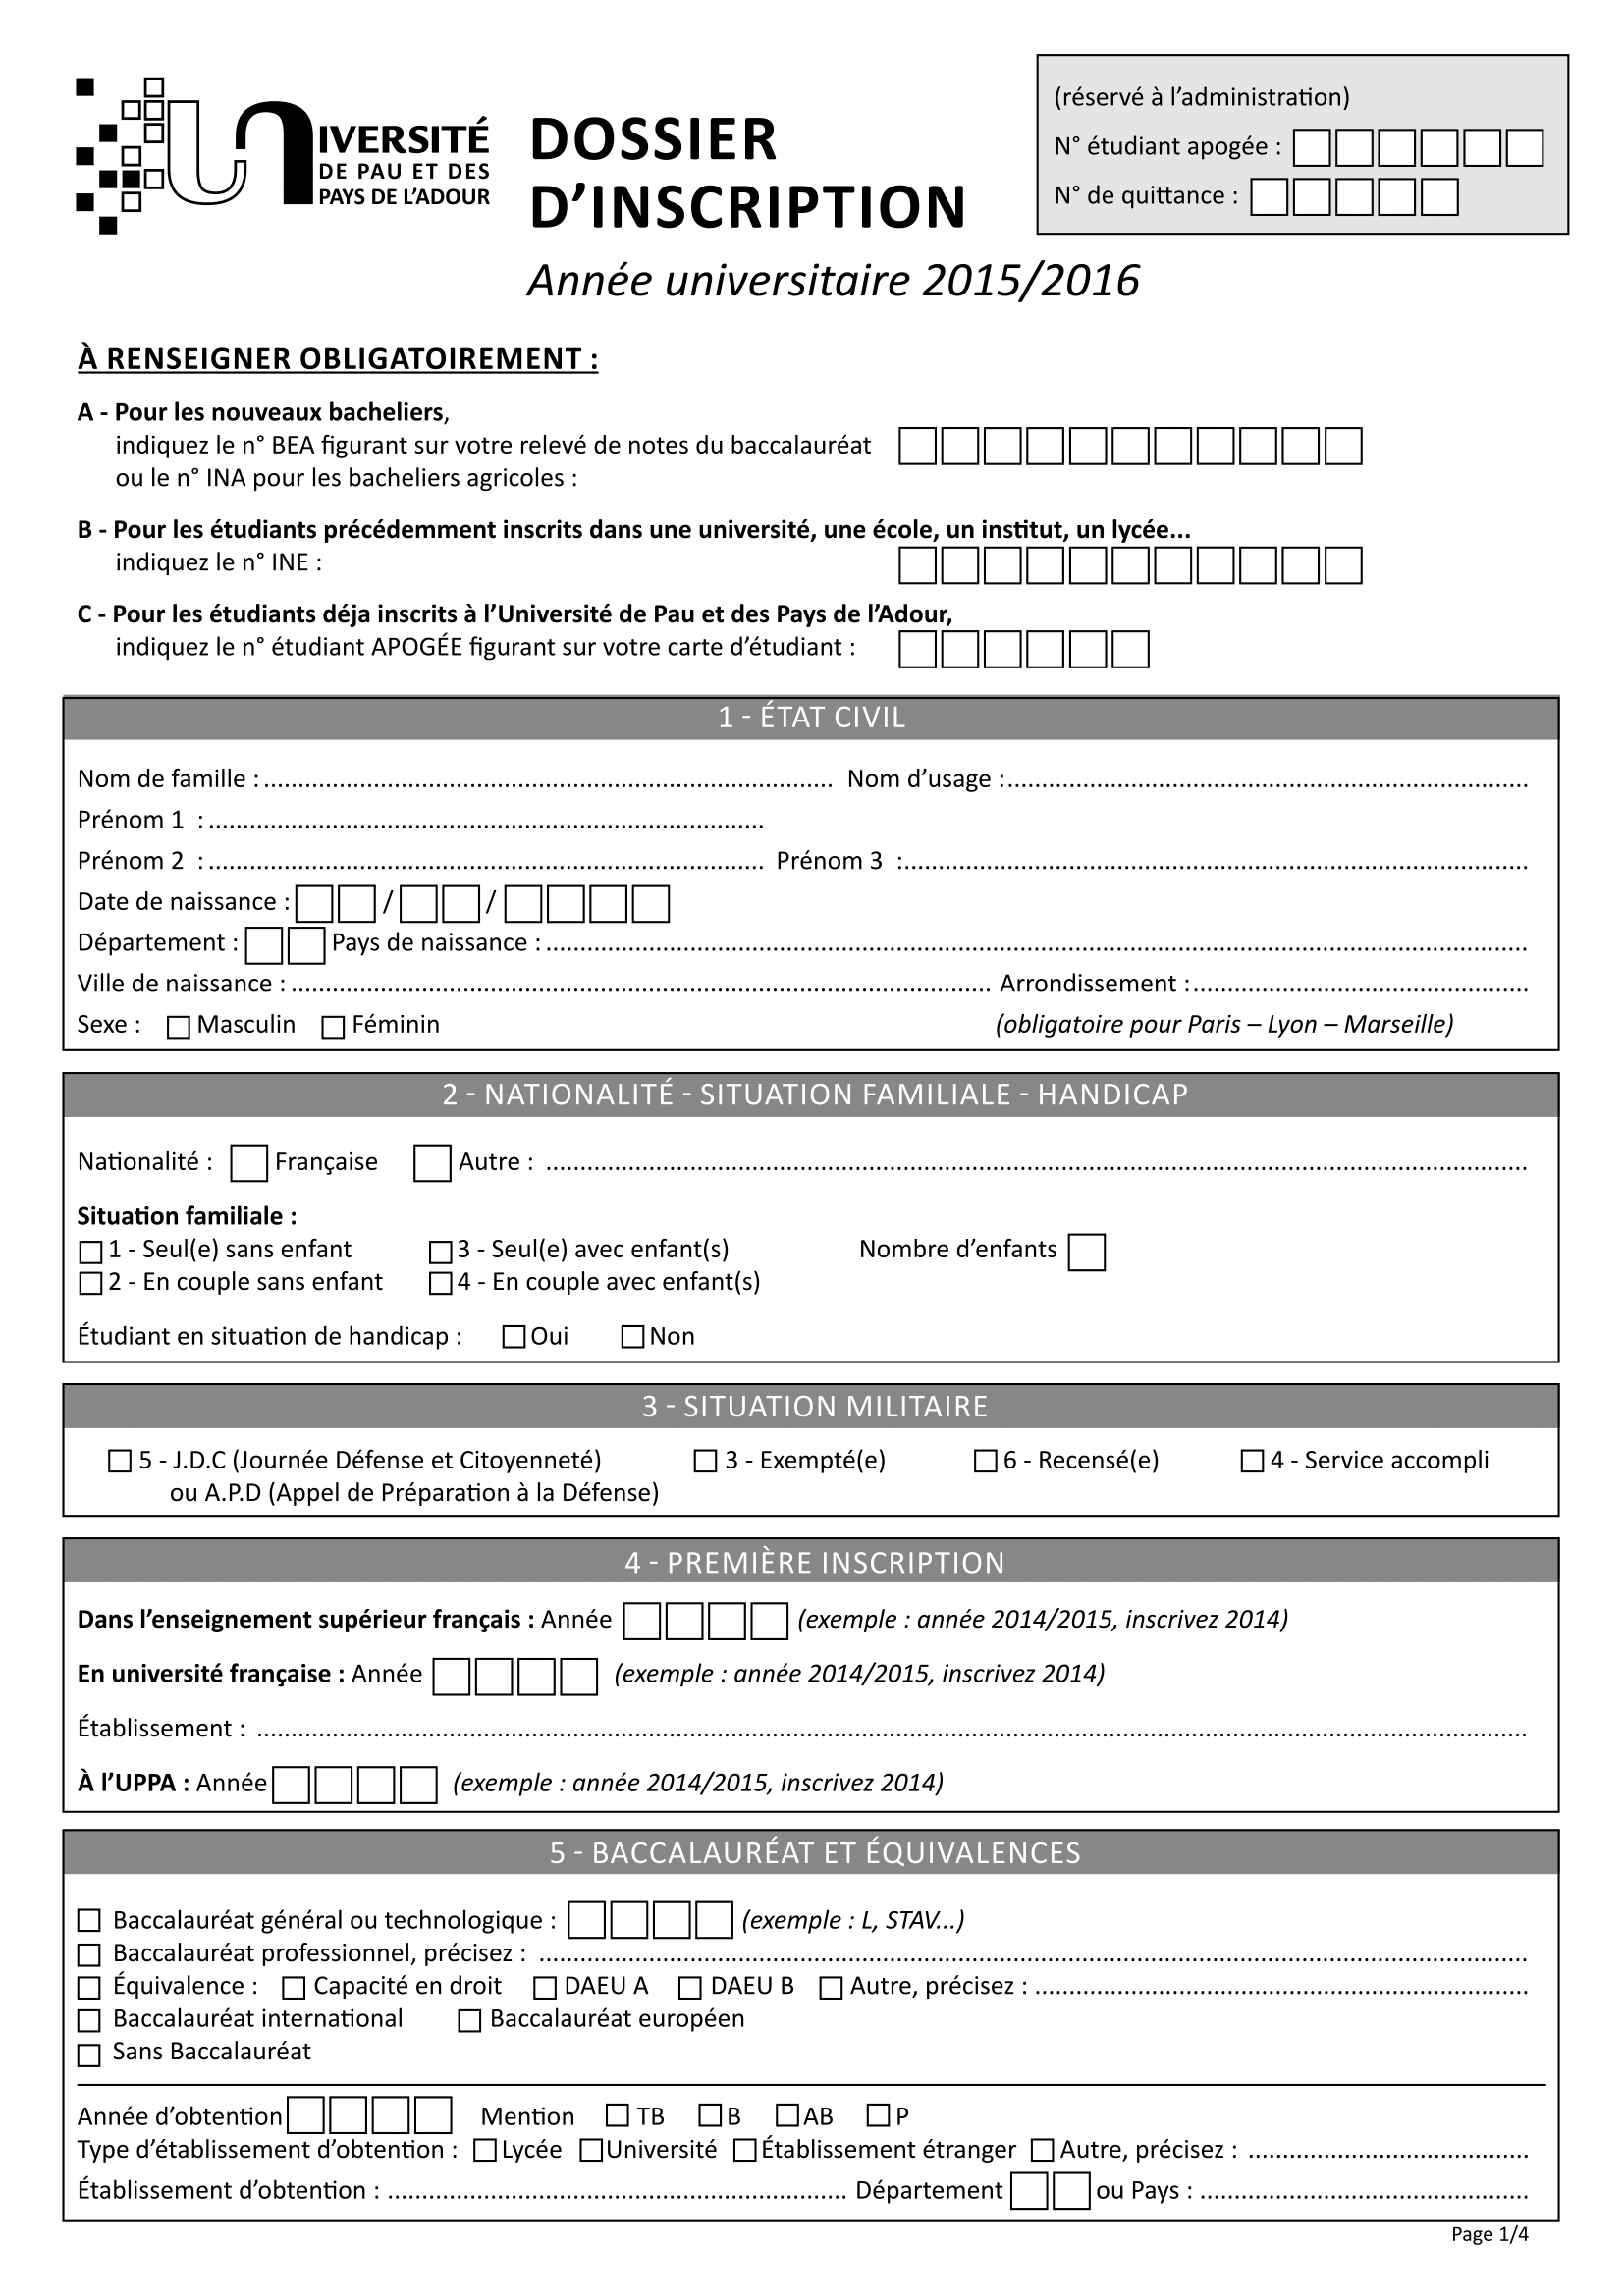 UNIVERSITÉ
DE PAU ET DES
PAYS DE L’ADOUR
DOSSIER
D’INSCRIPTION
Année universitaire 2015/2016
(réservé à l’administration)
N° étudiant apogée :
N° de quittance :
À RENSEIGNER OBLIGATOIREMENT :
A - Pour les nouveaux bacheliers,
indiquez le n° BEA figurant sur votre relevé de notes du baccalauréat
ou le n° INA pour les bacheliers agricoles :
B - Pour les étudiants précédemment inscrits dans une université, une école, un institut, un lycée...
indiquez le n° INE :
C - Pour les étudiants déja inscrits à l’Université de Pau et des Pays de l’Adour,
indiquez le n° étudiant APOGÉE figurant sur votre carte d’étudiant :
1 - ÉTAT CIVIL
Nom de famille : Nom d’usage :
Prénom 1 :
Prénom 2 : Prénom 3 :
Date de naissance : / /
Département : Pays de naissance :
Ville de naissance : Arrondissement :
Sexe : Masculin Féminin (obligatoire pour Paris – Lyon – Marseille)
2 - NATIONALITÉ - SITUATION FAMILIALE - HANDICAP
Nationalité : Française Autre :
Situation familiale :
1 - Seul(e) sans enfant 3 - Seul(e) avec enfant(s) Nombre d’enfants
2 - En couple sans enfant 4 - En couple avec enfant(s)
Étudiant en situation de handicap : Oui Non
3 - SITUATION MILITAIRE
5 - J.D.C (Journée Défense et Citoyenneté) 3 - Exempté(e) 6 - Recensé(e) 4 - Service accompli
ou A.P.D (Appel de Préparation à la Défense)
4 - PREMIÈRE INSCRIPTION
Dans l’enseignement supérieur français : Année (exemple : année 2014/2015, inscrivez 2014)
En université française : Année (exemple : année 2014/2015, inscrivez 2014)
Établissement :
À l’UPPA : Année (exemple : année 2014/2015, inscrivez 2014)
5 - BACCALAURÉAT ET ÉQUIVALENCES
Baccalauréat général ou technologique : (exemple : L, STAV...)
Baccalauréat professionnel, précisez :
Équivalence : Capacité en droit DAEU A DAEU B Autre, précisez :
Baccalauréat international Baccalauréat européen
Sans Baccalauréat
Année d’obtention Mention TB B AB P
Type d’établissement d’obtention : Lycée Université Établissement étranger Autre, précisez :
Établissement d’obtention : Département ou Pays :
Page 1/4